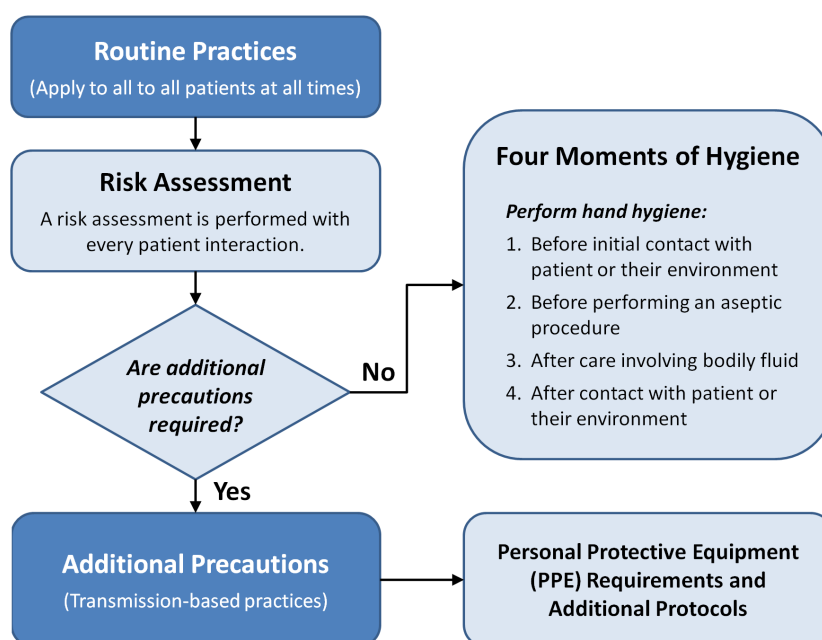 Routine Practices
(Apply to all to all patients at all times)
Risk Assessment
A risk assessment is performed with
every patient interaction.
Are additional
precautions
required?
No
Yes
Four Moments of Hygiene
Perform hand hygiene:
1. Before initial contact with
patient or their environment
2. Before performing an aseptic
procedure
3. After care involving bodily fluid
4. After contact with patient or
their environment
Additional Precautions
(Transmission-based practices)
Personal Protective Equipment
(PPE) Requirements and
Additional Protocols